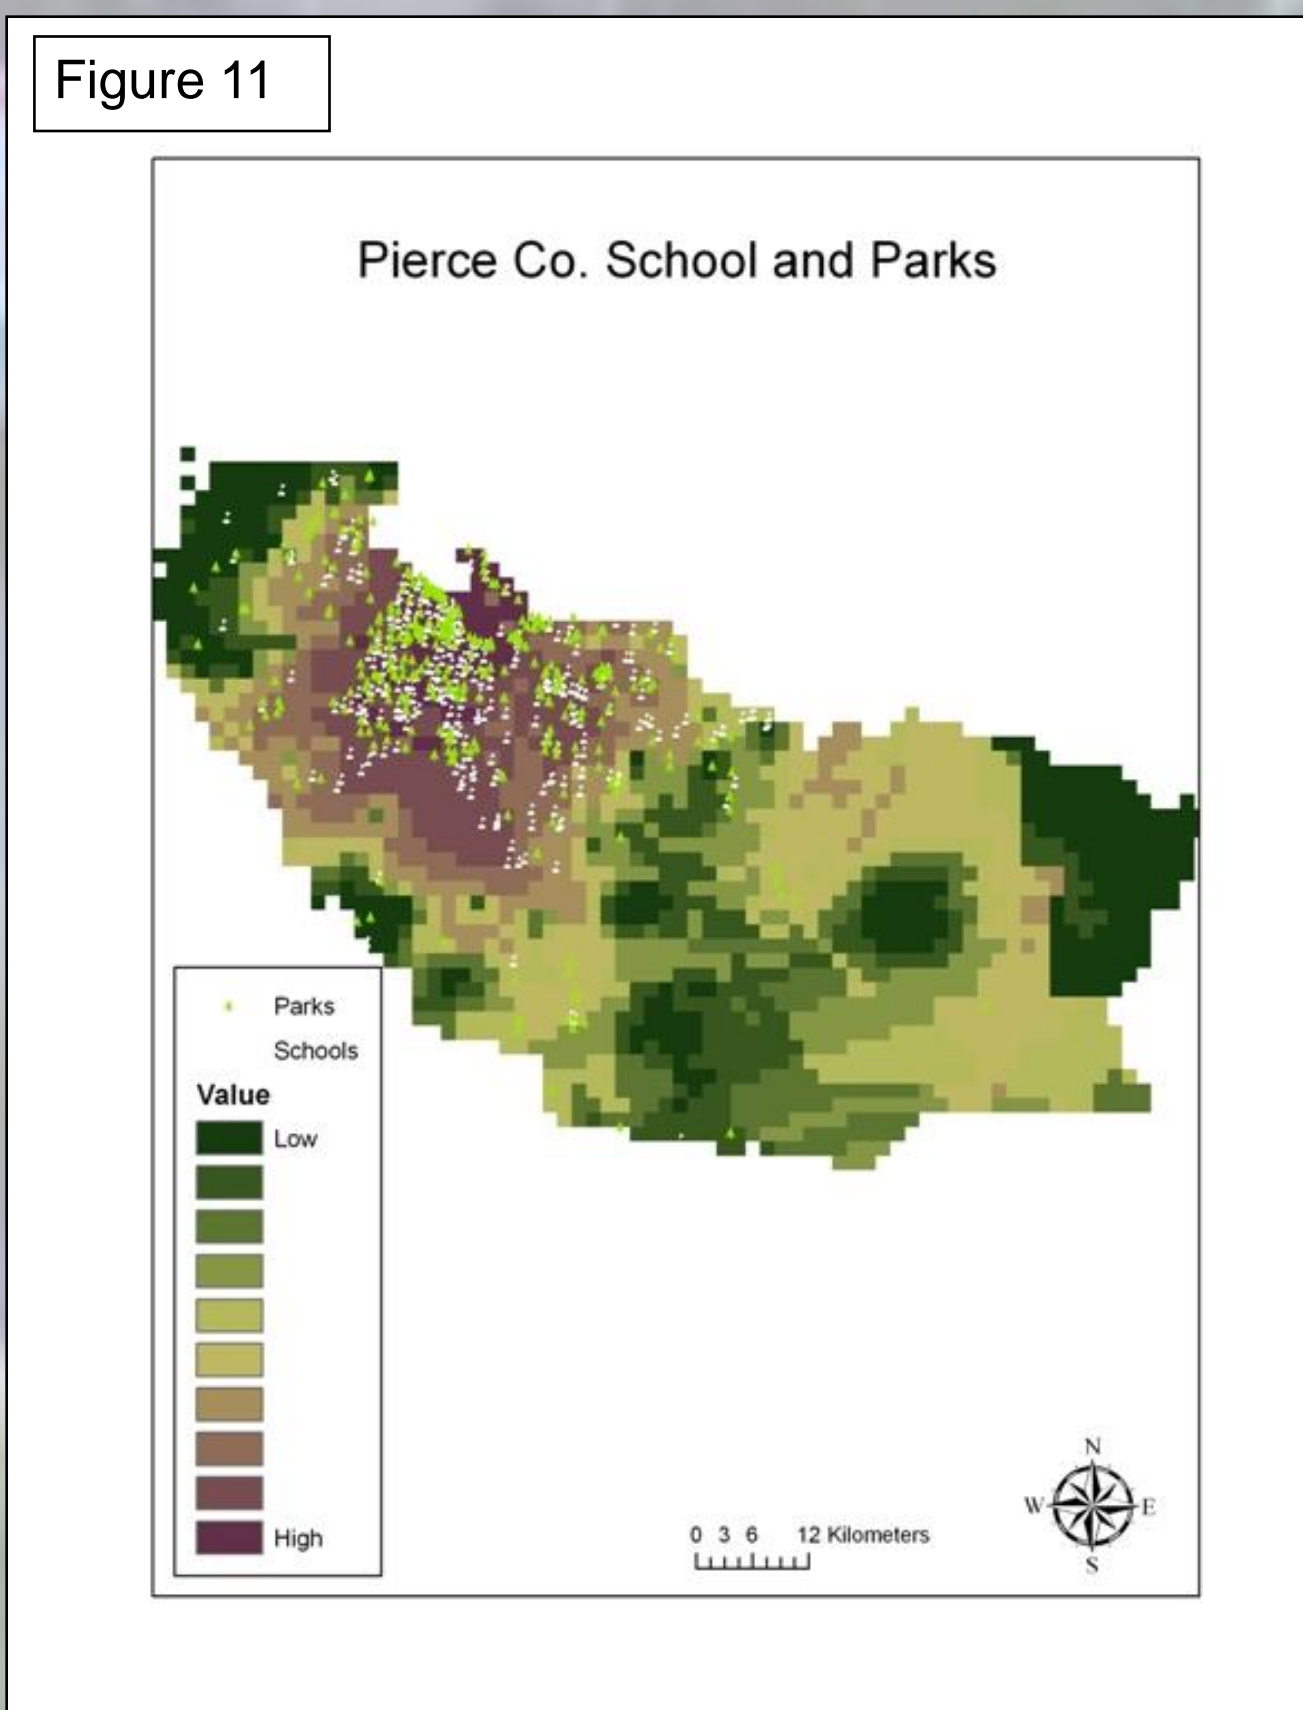 Figure 11
Pierce Co. School and Parks
Parks
Schools
Value
Low
High
0 3 6 12 Kilometers
N
W E
S